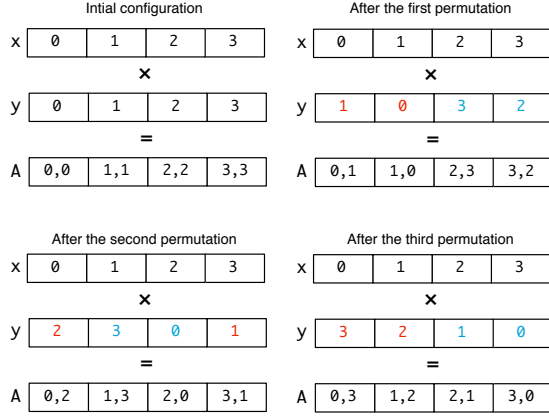 Intial configuration
x 0 1 2 3
×
y 0 1 2 3
=
A 0,0 1,1 2,2 3,3
After the first permutation
x 0 1 2 3
×
y 1 0 3 2
=
A 0,1 1,0 2,3 3,2
After the second permutation
x 0 1 2 3
×
y 2 3 0 1
=
A 0,2 1,3 2,0 3,1
After the third permutation
x 0 1 2 3
×
y 3 2 1 0
=
A 0,3 1,2 2,1 3,0